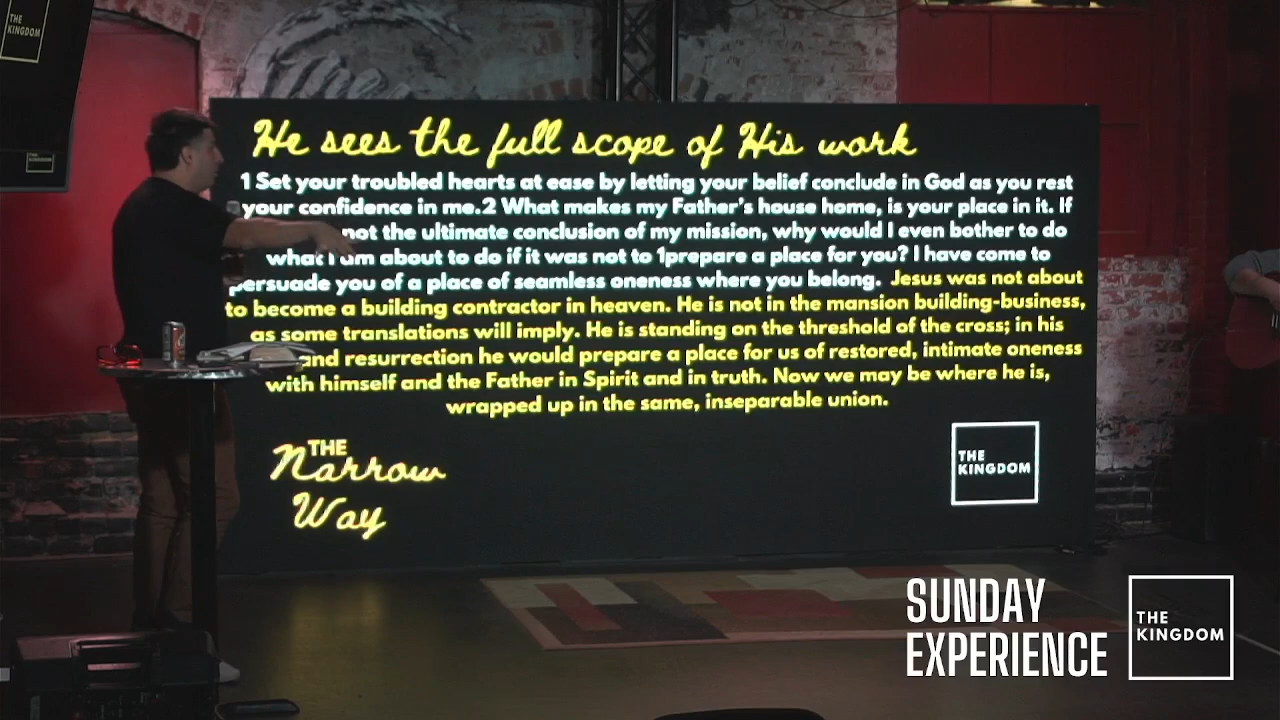 THE
KINGDOM
He sees the full scope of His work
1 Set your troubled hearts at ease by letting your belief conclude in God as you rest
your confidence in me.2 What makes my Father's house home, is your place in it. If
not the ultimate conclusion of my mission, why would I even bother to do
what I am about to do if it was not to 1prepare a place for you? I have come to
persuade you of a place of seamless oneness where you belong. Jesus was not about
to become a building contractor in heaven. He is not in the mansion building-business,
as some translations will imply. He is standing on the threshold of the cross; in his
and resurrection he would prepare a place for us of restored, intimate oneness
with himself and the Father in Spirit and in truth. Now we may be where he is,
wrapped up in the same, inseparable union.
THE
Narrow
Way
THE
KINGDOM
SUNDAY
EXPERIENCE
THE
KINGDOM